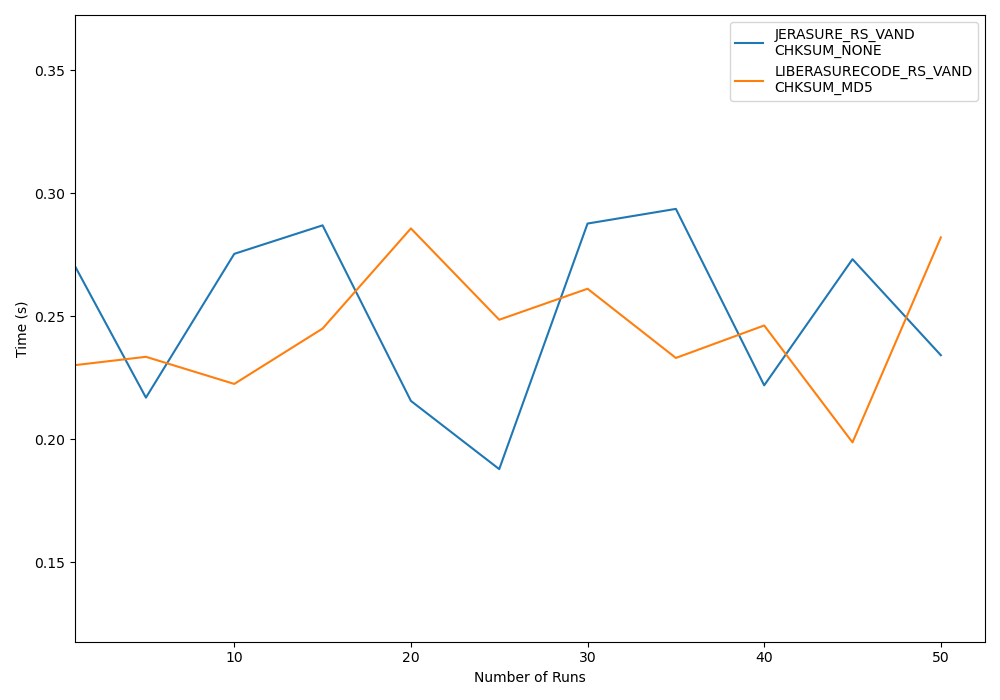 JERASURE_RS_VAND
CHKSUM_NONE
LIBERASURECODE_RS_VAND
CHKSUM_MD5
0.35
0.30
0.25
0.20
0.15
Time (s)
10 20 30 40 50
Number of Runs